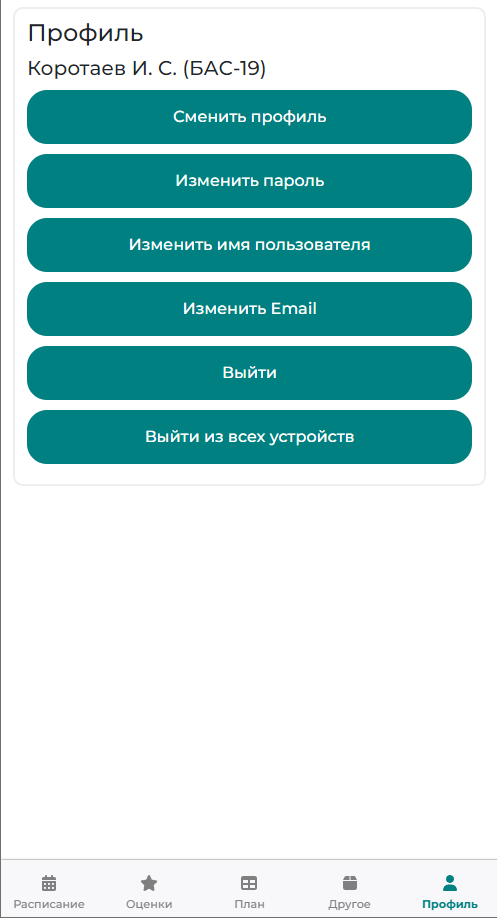 Профиль
Коротаев И. С. (БАС-19)
Сменить профиль
Изменить пароль
Изменить имя пользователя
Изменить Email
Выйти
Выйти из всех устройств
Расписание
Оценки
План
Другое
Профиль